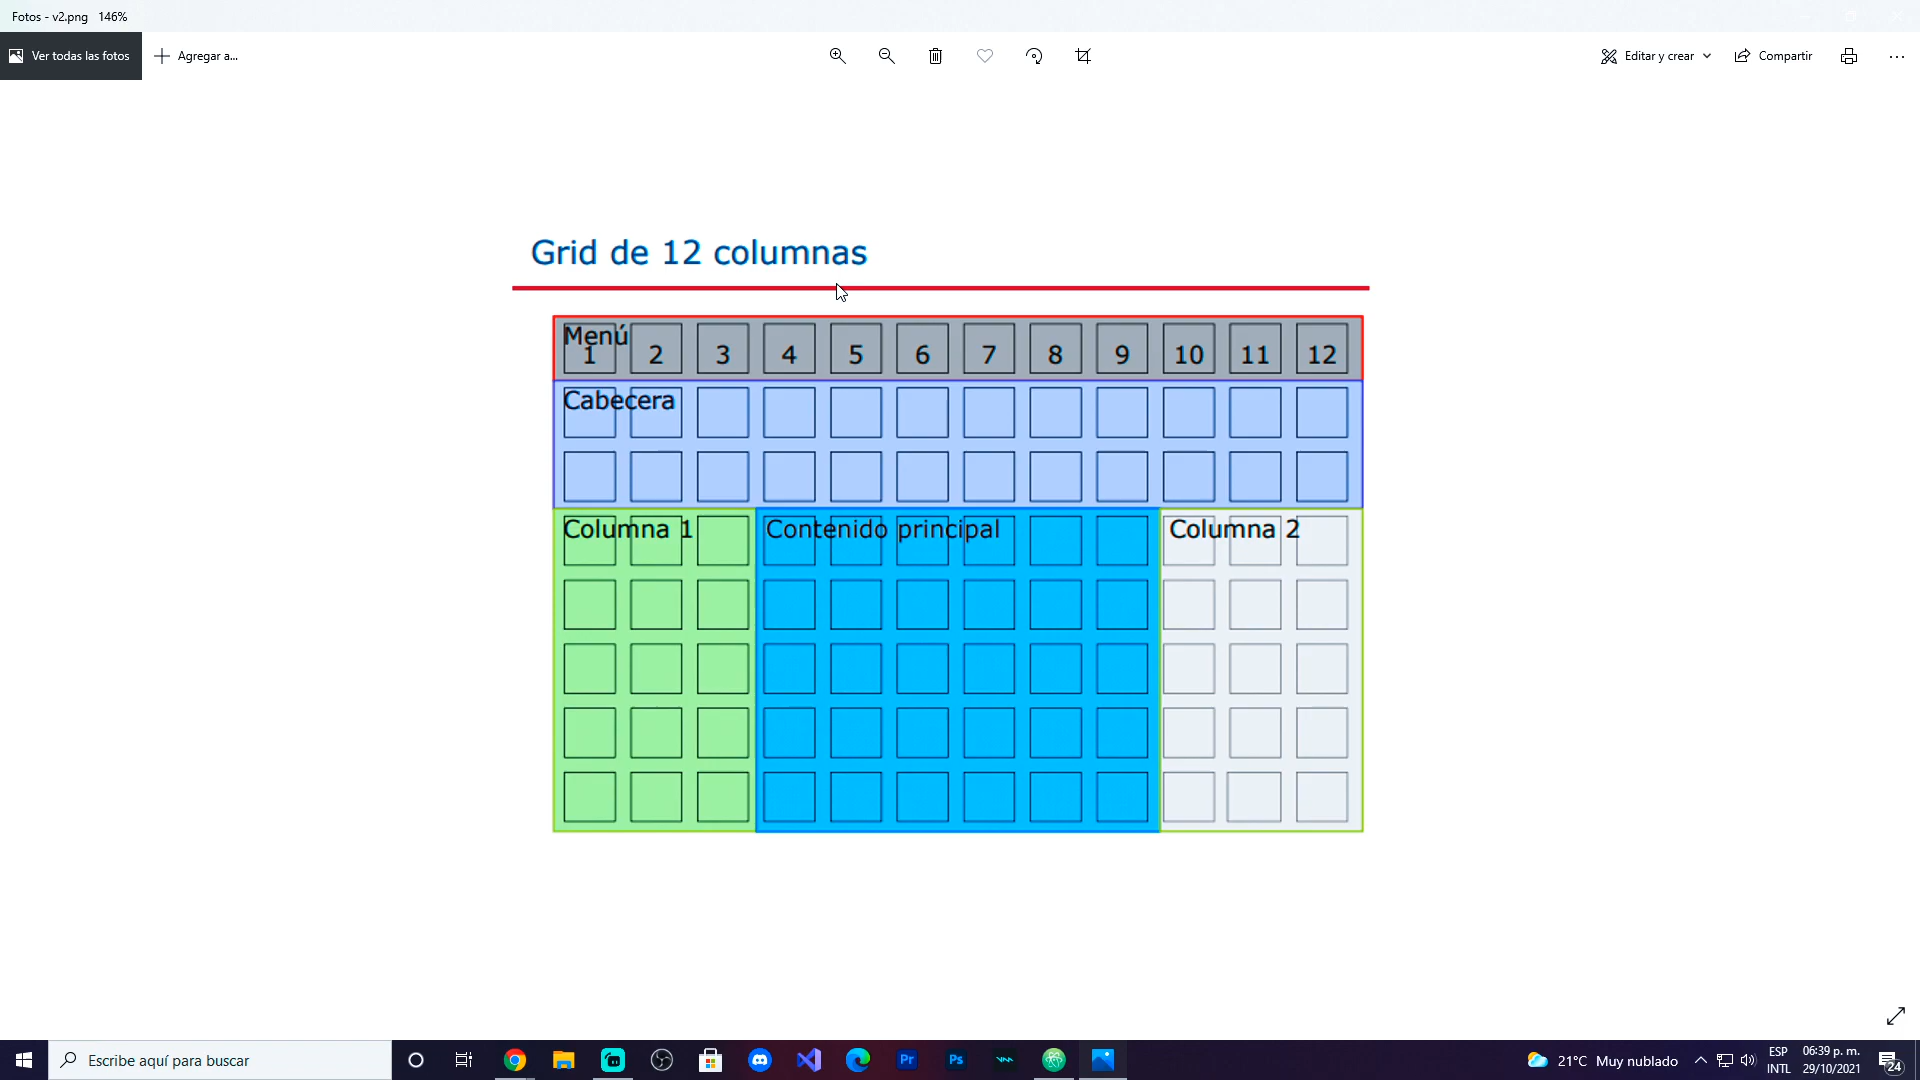 Fotos - v2.png 146%
Ver todas las fotos
Agregar a...
Editar y crear
Compartir
Grid de 12 columnas
Menú
1 2 3 4 5 6 7 8 9 10 11 12
Cabecera
Columna 1 Contenido principal Columna 2
Escribe aquí para buscar
Pr
Ps
21°C Muy nublado
ESP
INTL
06:39 p. m.
29/10/2021
24